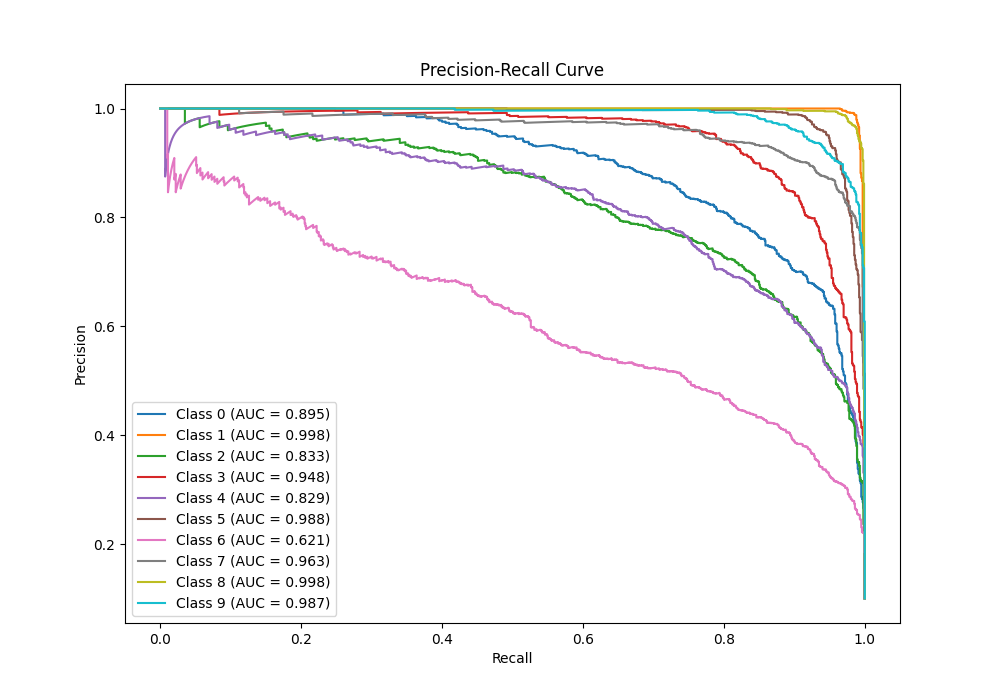 Precision-Recall Curve
1.0
0.8
0.6
0.4
0.2
Precision
Class 0 (AUC = 0.895)
Class 1 (AUC = 0.998)
Class 2 (AUC = 0.833)
Class 3 (AUC = 0.948)
Class 4 (AUC = 0.829)
Class 5 (AUC = 0.988)
Class 6 (AUC = 0.621)
Class 7 (AUC = 0.963)
Class 8 (AUC = 0.998)
Class 9 (AUC = 0.987)
0.0 0.2 0.4 0.6 0.8 1.0
Recall